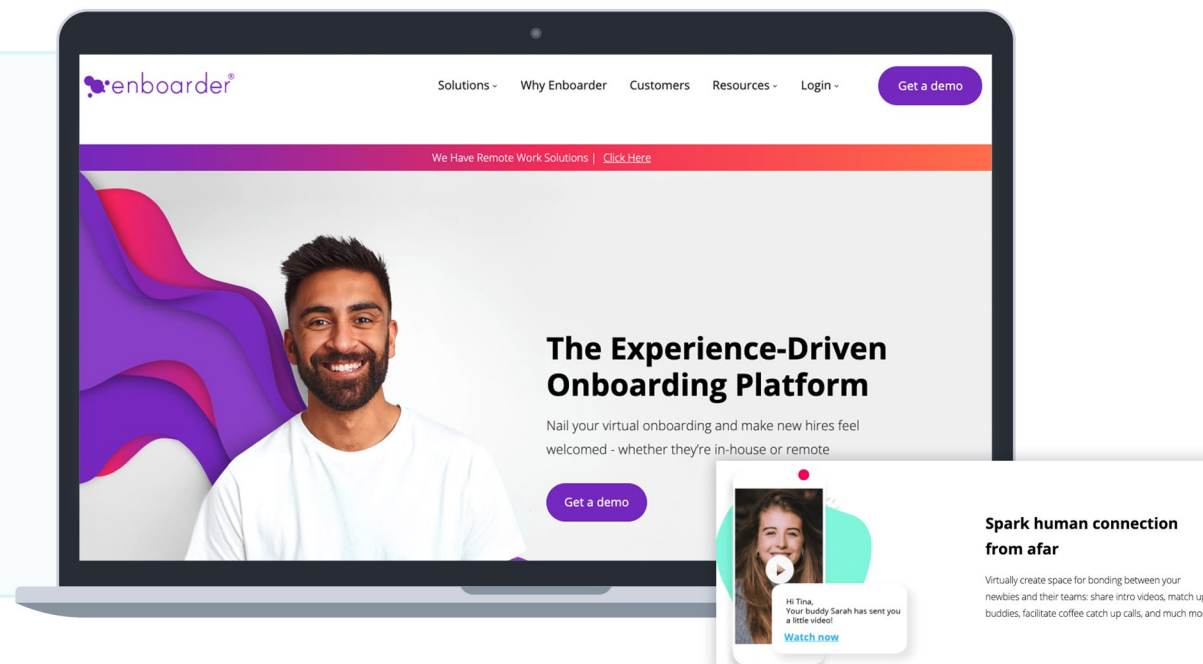 enboarder®
Solutions Why Enboarder Customers Resources Login Get a demo
We Have Remote Work Solutions | Click Here
The Experience-Driven
Onboarding Platform
Nail your virtual onboarding and make new hires feel
welcomed - whether they're in-house or remote
Get a demo
Spark human connection
from afar
Virtually create space for bonding between your
newbies and their teams: share intro videos, match up
buddies, facilitate coffee catch up calls, and much
Hi Tina,
Your buddy Sarah has sent you
a little video!
Watch now